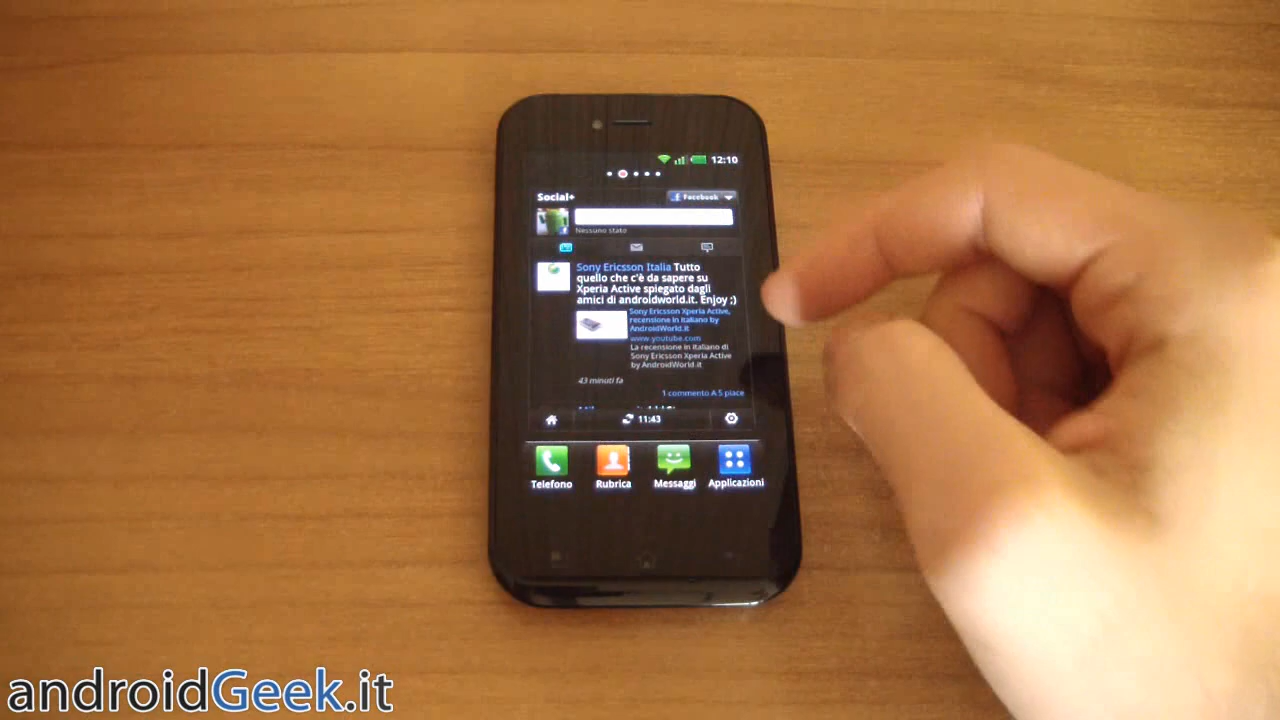 12:10
Social+
Facebook
Nessuno stato
Sony Ericsson Italia Tutto
quello che c'è da sapere su
Xperia Active spiegato dagli
amici di androidworld.it. Enjoy ;)
Sony Ericsson Xperia Active,
recensione in italiano by
AndroidWorld.it
www.youtube.com
La recensione in italiano di
Sony Ericsson Xperia Active
by AndroidWorld.it
43 minuti fa
1 commento A 5 piace
11:43
Telefono
Rubrica
Messaggi
Applicazioni
androidGeek.it